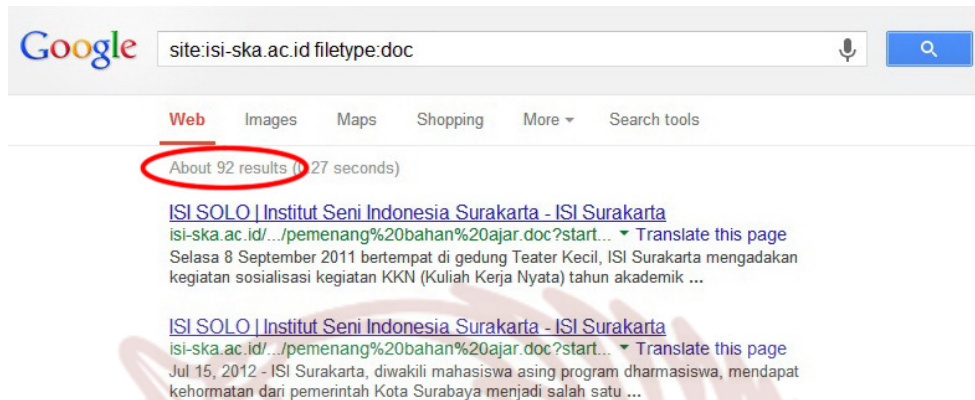 Google site:isi-ska.ac.id filetype:doc
Web Images Maps Shopping More Search tools
About 92 results (0.27 seconds)
ISI SOLO | Institut Seni Indonesia Surakarta - ISI Surakarta
isi-ska.ac.id/.../pemenang%20bahan%20ajar.doc?start... Translate this page
Selasa 8 September 2011 bertempat di gedung Teater Kecil, ISI Surakarta mengadakan
kegiatan sosialisasi kegiatan KKN (Kuliah Kerja Nyata) tahun akademik ...
ISI SOLO | Institut Seni Indonesia Surakarta - ISI Surakarta
isi-ska.ac.id/.../pemenang%20bahan%20ajar.doc?start... Translate this page
Jul 15, 2012 - ISI Surakarta, diwakili mahasiswa asing program dharmasiswa, mendapat
kehormatan dari pemerintah Kota Surabaya menjadi salah satu ...